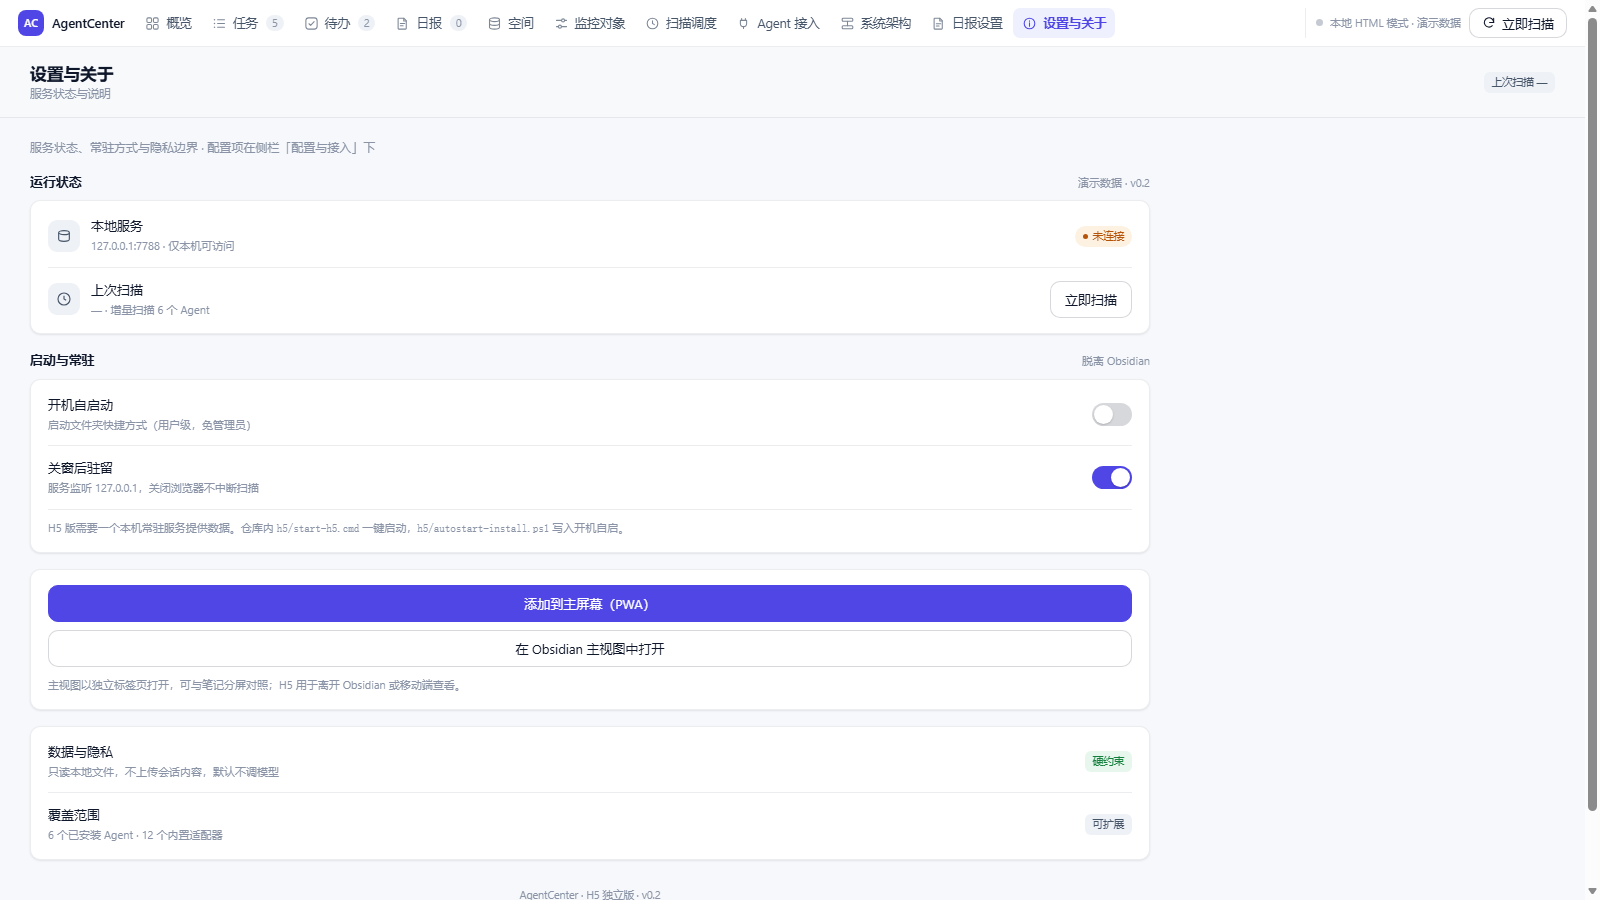 AC AgentCenter 概览 任务 5 待办 2 日报 0 空间 监控对象 扫描调度 Agent 接入 系统架构 日报设置 设置与关于 本地 HTML 模式 · 演示数据 立即扫描
设置与关于
服务状态与说明
上次扫描 —
服务状态、常驻方式与隐私边界 · 配置项在侧栏「配置与接入」下
运行状态
演示数据 · v0.2
本地服务
127.0.0.1:7788 · 仅本机可访问
未连接
上次扫描
— · 增量扫描 6 个 Agent
立即扫描
启动与常驻
脱离 Obsidian
开机自启动
启动文件夹快捷方式（用户级，免管理员）
关窗后驻留
服务监听 127.0.0.1，关闭浏览器不中断扫描
H5 版需要一个本机常驻服务提供数据。仓库内 h5/start-h5.cmd 一键启动，h5/autostart-install.ps1 写入开机自启。
添加到主屏幕（PWA）
在 Obsidian 主视图中打开
主视图以独立标签页打开，可与笔记分屏对照；H5 用于离开 Obsidian 或移动端查看。
数据与隐私
只读本地文件，不上传会话内容，默认不调模型
硬约束
覆盖范围
6 个已安装 Agent · 12 个内置适配器
可扩展
AgentCenter · H5 独立版 · v0.2